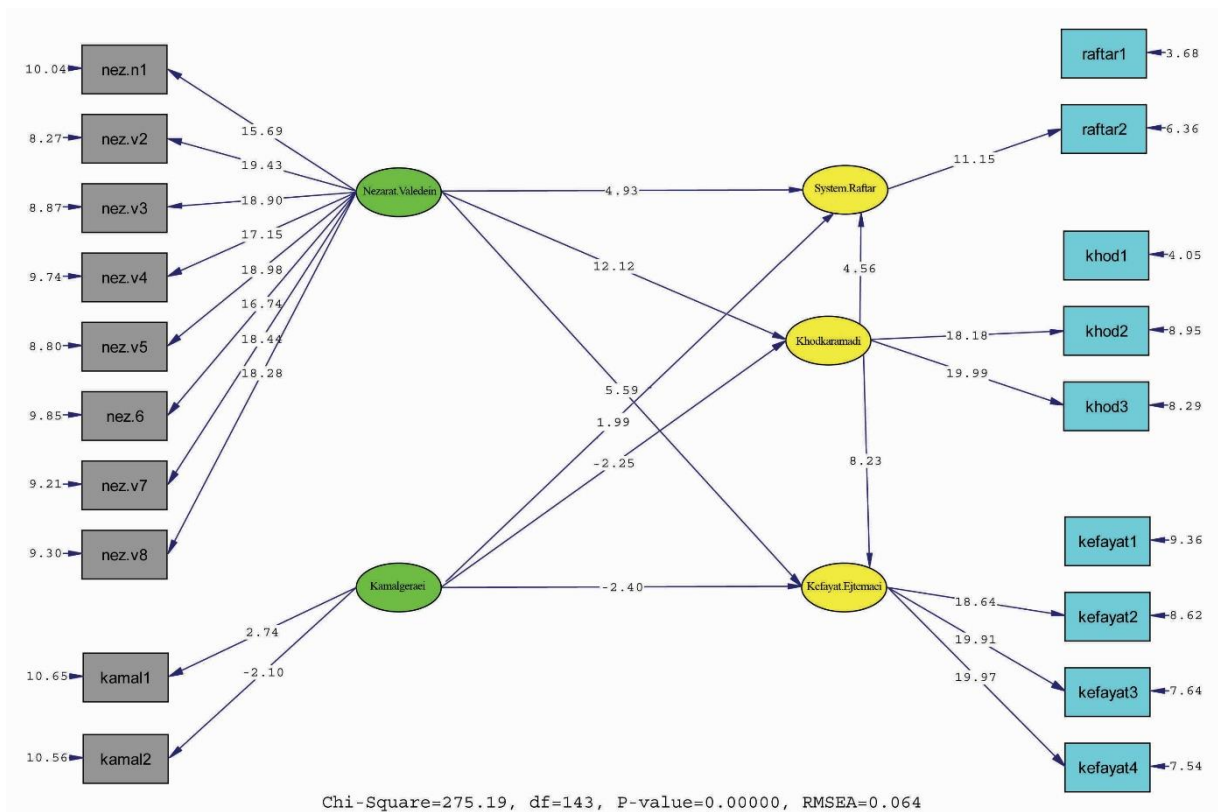 10.04 nez.n1
8.27 nez.v2
8.87 nez.v3
9.74 nez.v4
8.80 nez.v5
9.85 nez.6
9.21 nez.v7
9.30 nez.v8
10.65 kamal1
10.56 kamal2
15.69
19.43
18.90
17.15
18.98
16.74
18.44
18.28
2.74
-2.10
Nezarat.Valedein
Kamalgeraei
4.93
12.12
5.59
1.99
-2.25
-2.40
System.Raftar
4.56
Khodkaramadi
8.23
Kefayat.Ejtemaei
11.15
18.18
19.99
18.64
19.91
19.97
raftar1 3.68
raftar2 6.36
khod1 4.05
khod2 8.95
khod3 8.29
kefayat1 9.36
kefayat2 8.62
kefayat3 7.64
kefayat4 7.54
Chi-Square=275.19, df=143, P-value=0.00000, RMSEA=0.064